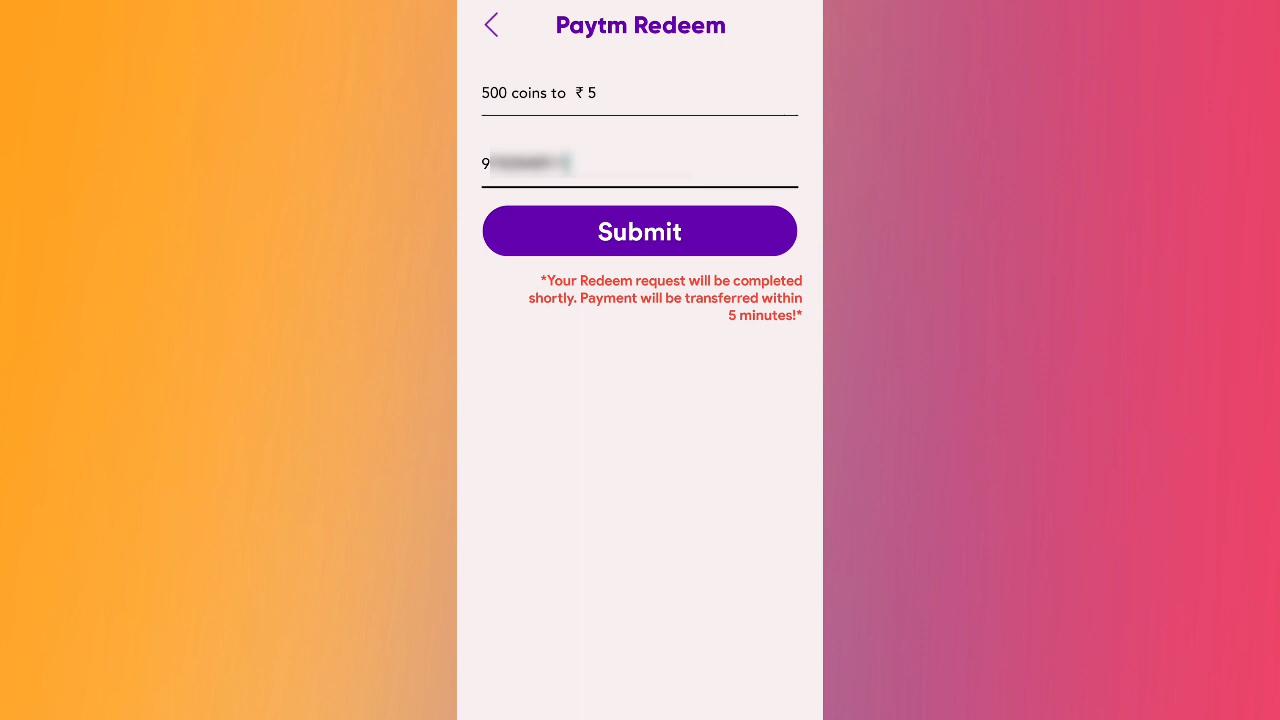 Paytm Redeem
500 coins to ₹ 5
9
Submit
*Your Redeem request will be completed
shortly. Payment will be transferred within
5 minutes!*